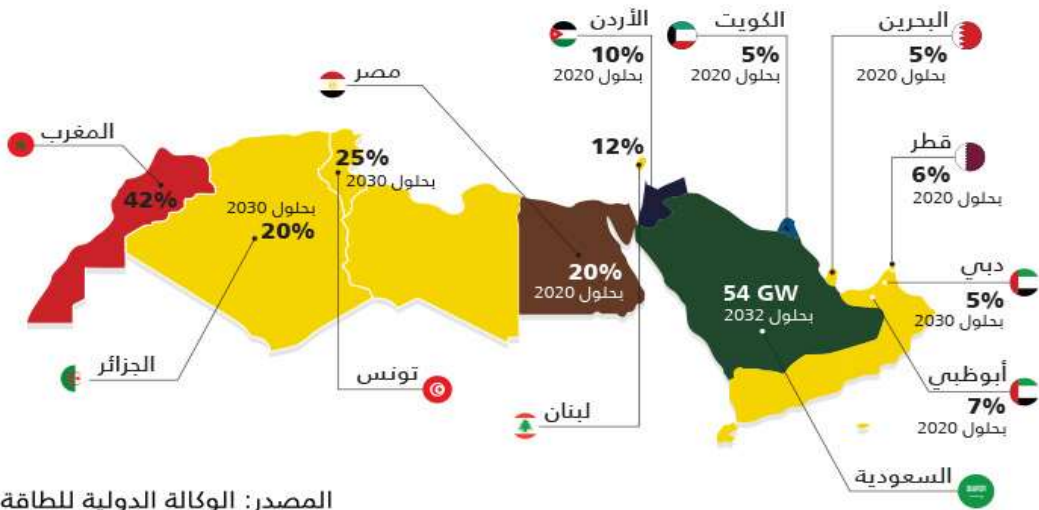 البحرين
5%
بحلول 2020
الكويت
5%
بحلول 2020
الأردن
10%
بحلول 2020
مصر
20%
بحلول 2020
المغرب
42%
قطر
6%
بحلول 2020
12%
لبنان
25%
بحلول 2030
تونس
بحلول 2030
20%
الجزائر
54 GW
بحلول 2032
السعودية
دبي
5%
بحلول 2030
أبوظبي
7%
بحلول 2020
المصدر: الوكالة الدولية للطاقة